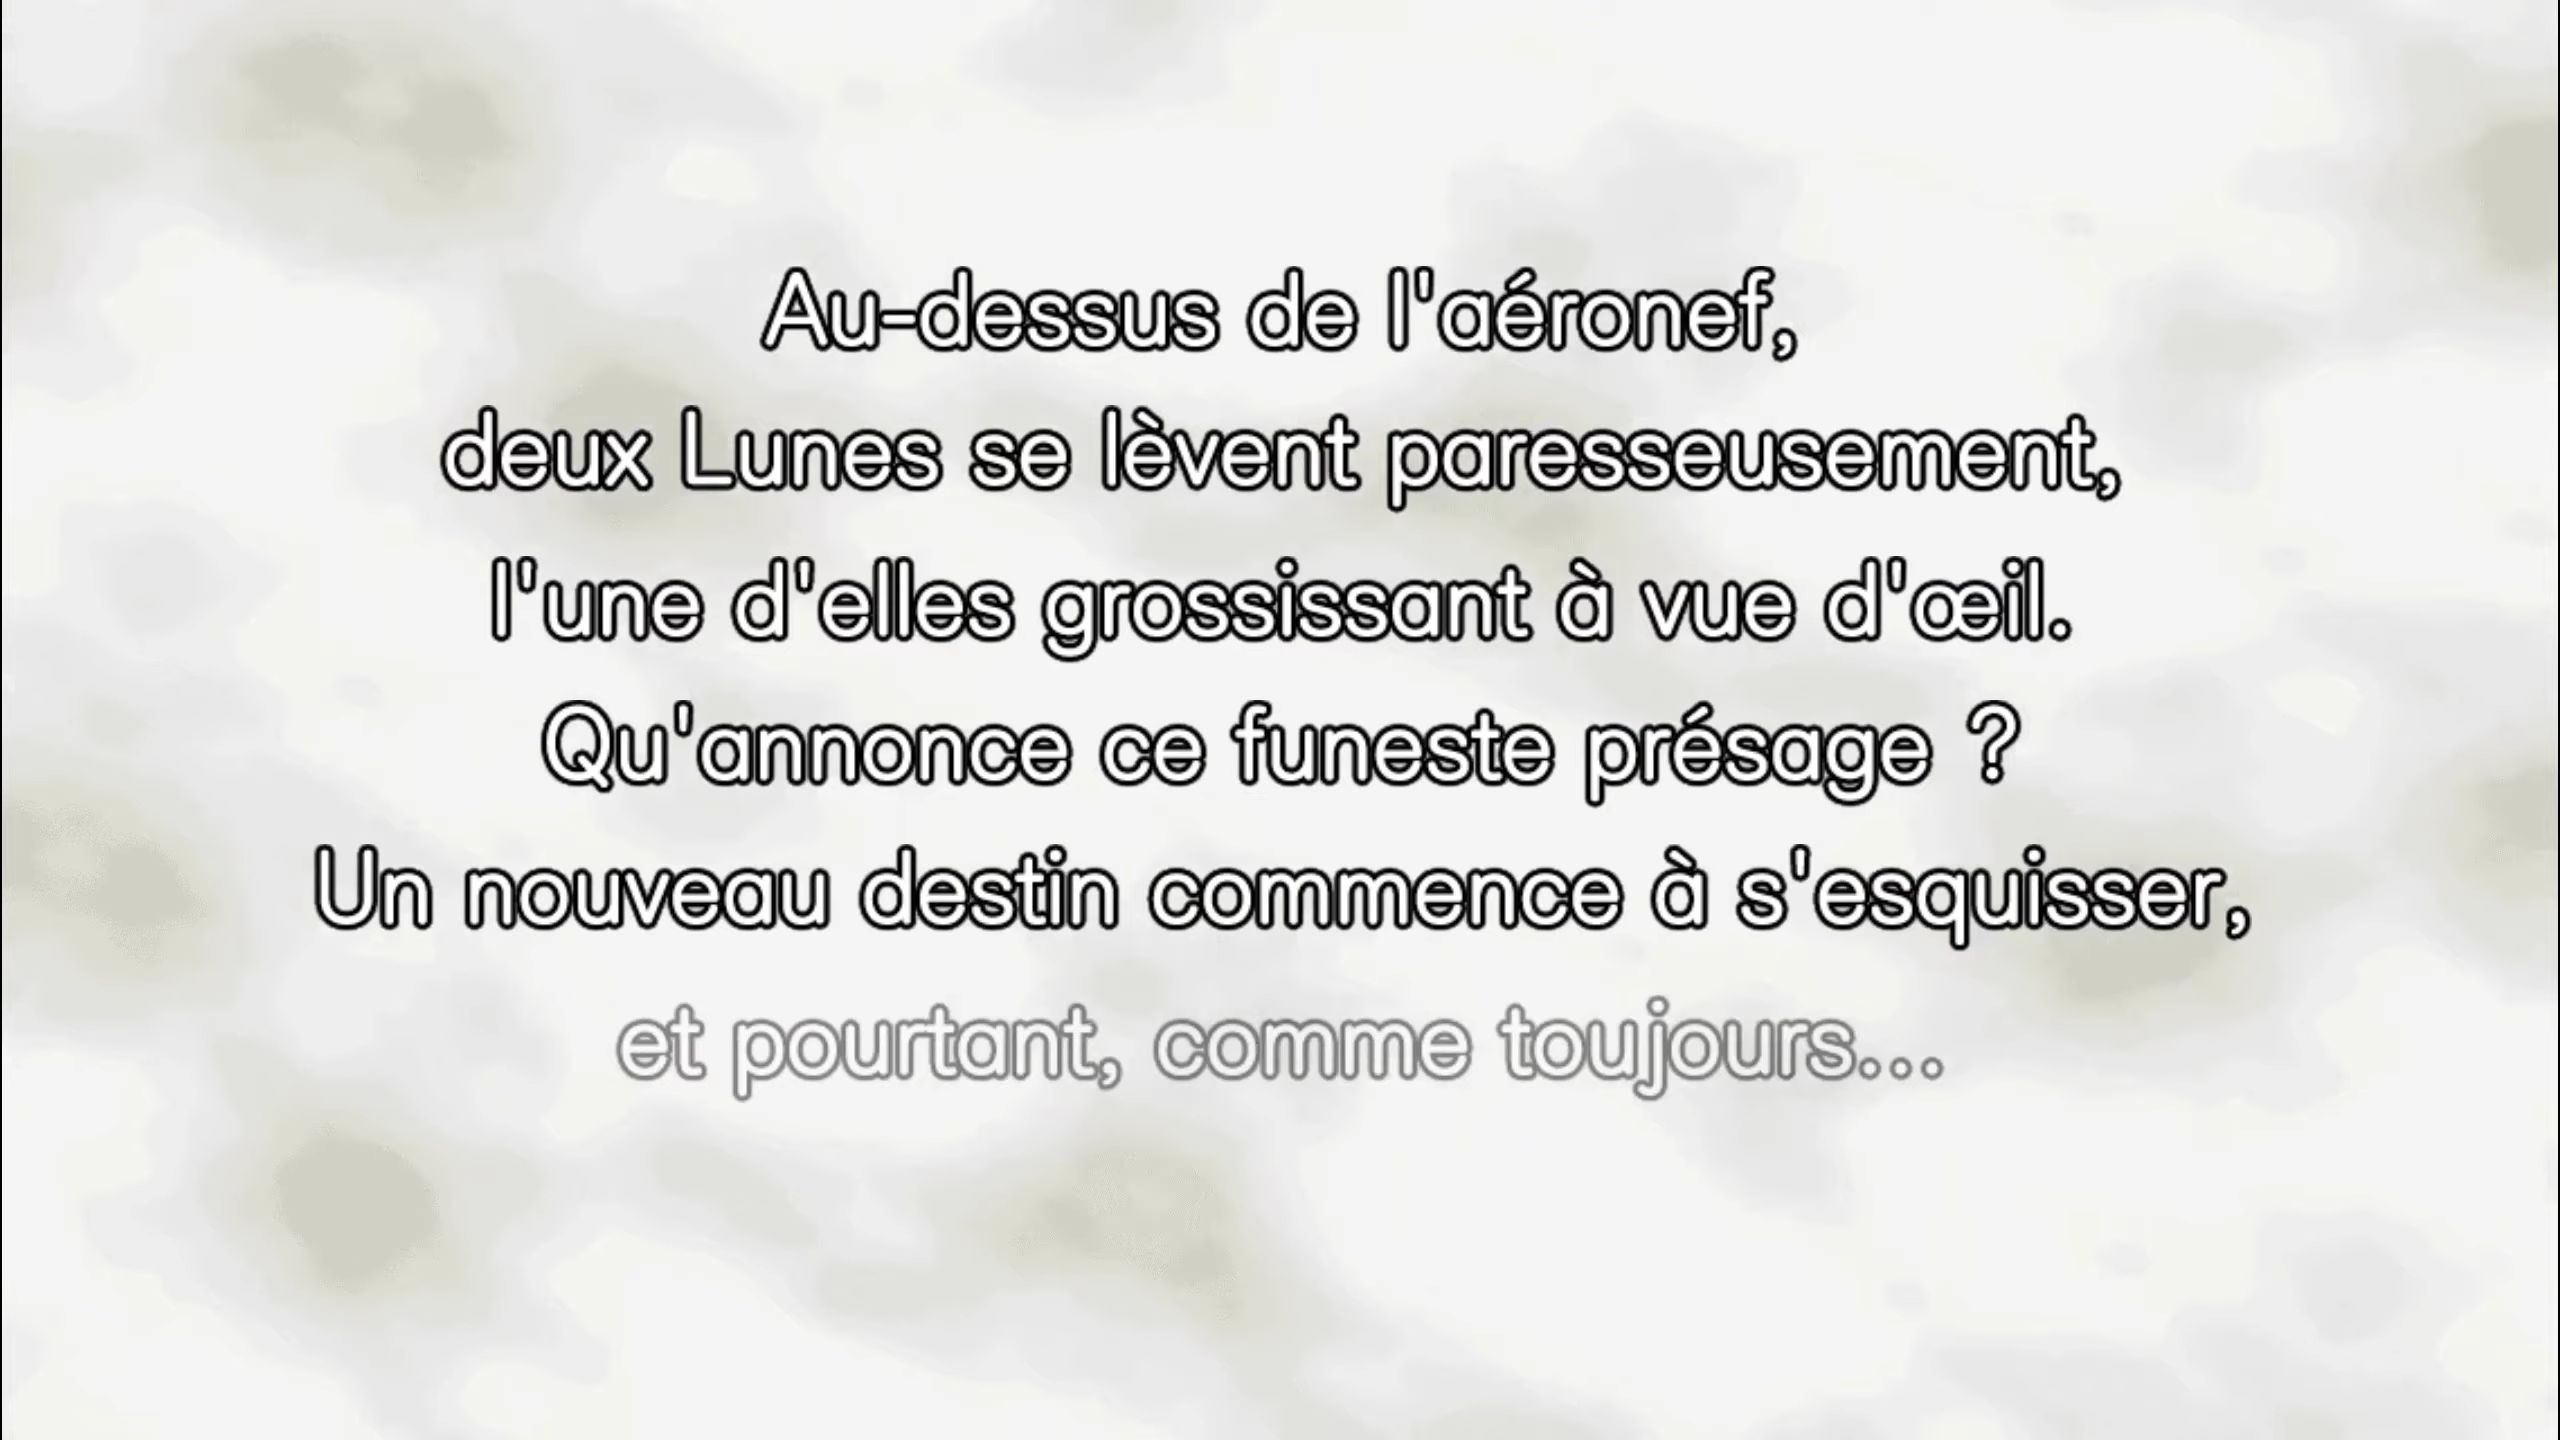 Au-dessus de l'aéronef,
deux Lunes se lèvent paresseusement,
l'une d'elles grossissant à vue d'œil.
Qu'annonce ce funeste présage ?
Un nouveau destin commence à s'esquisser,
et pourtant, comme toujours...